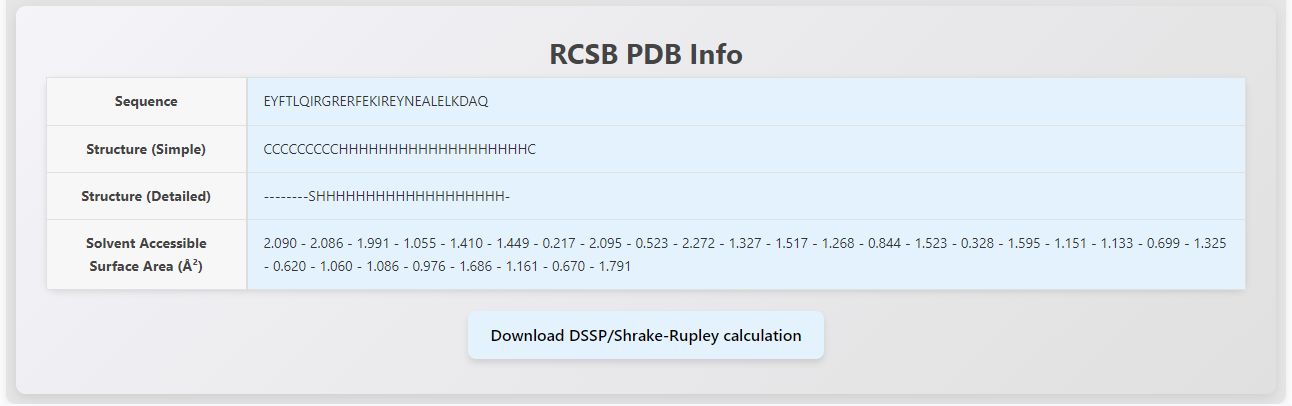 RCSB PDB Info
Sequence
EYFTLQIRGRERFEKIREYNEALELKDAQ
Structure (Simple)
CCCCCCCCCHHHHHHHHHHHHHHHHHHHC
Structure (Detailed)
--------SHHHHHHHHHHHHHHHHHHH-
Solvent Accessible
Surface Area (Å²)
2.090 - 2.086 - 1.991 - 1.055 - 1.410 - 1.449 - 0.217 - 2.095 - 0.523 - 2.272 - 1.327 - 1.517 - 1.268 - 0.844 - 1.523 - 0.328 - 1.595 - 1.151 - 1.133 - 0.699 - 1.325
- 0.620 - 1.060 - 1.086 - 0.976 - 1.686 - 1.161 - 0.670 - 1.791
Download DSSP/Shrake-Rupley calculation